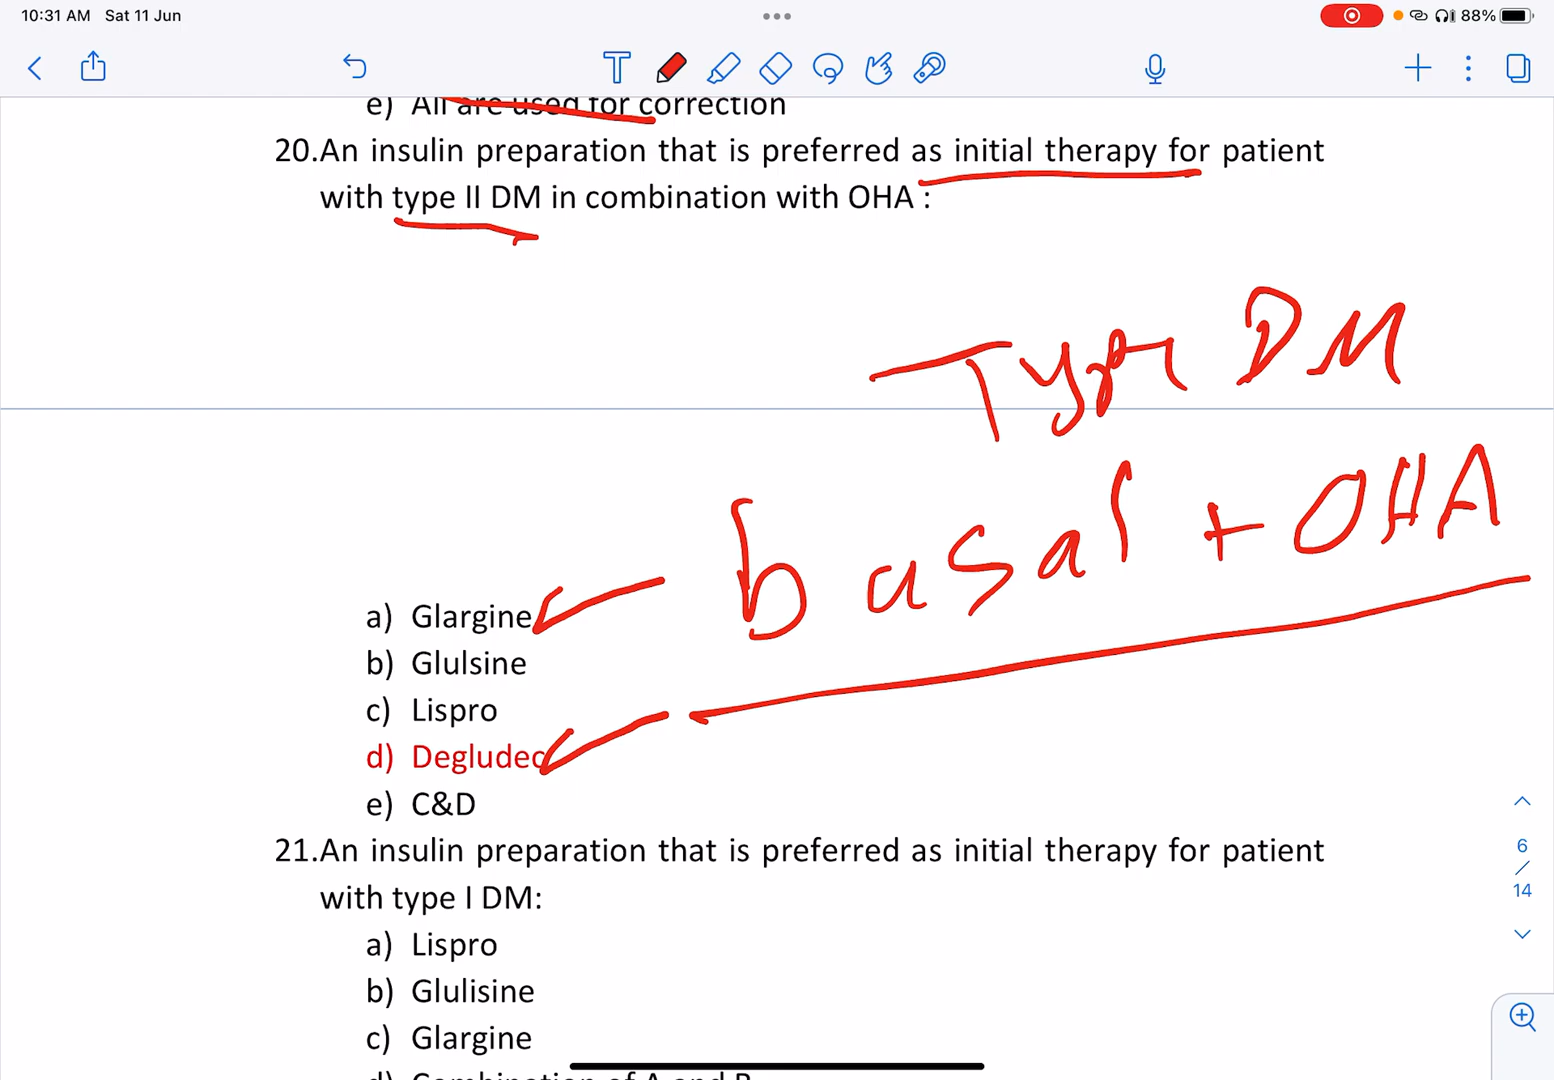 10:31 AM Sat 11 Jun
88%
T
e) All are used for correction
20.An insulin preparation that is preferred as initial therapy for patient
with type II DM in combination with OHA :
Type DM
basal + OHA
a) Glargine
b) Glulsine
c) Lispro
d) Degludec
e) C&D
21.An insulin preparation that is preferred as initial therapy for patient
with type I DM:
a) Lispro
b) Glulisine
c) Glargine
d) Combination of A and B
6
/
14